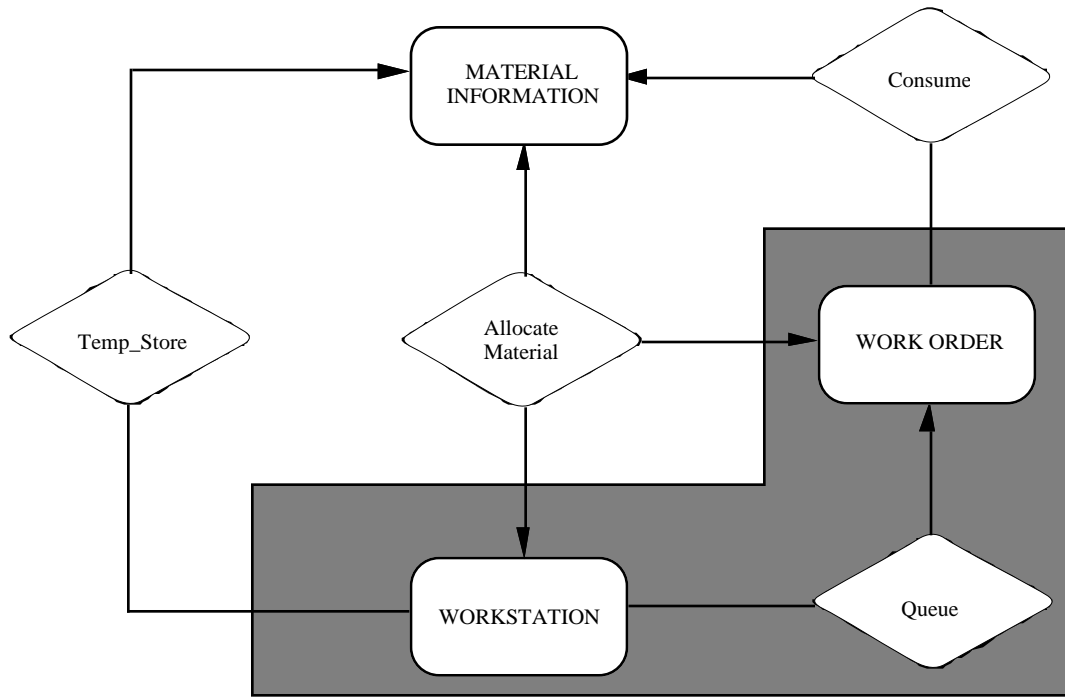 MATERIAL
INFORMATION
Consume
Temp_Store
Allocate
Material
WORK ORDER
WORKSTATION
Queue